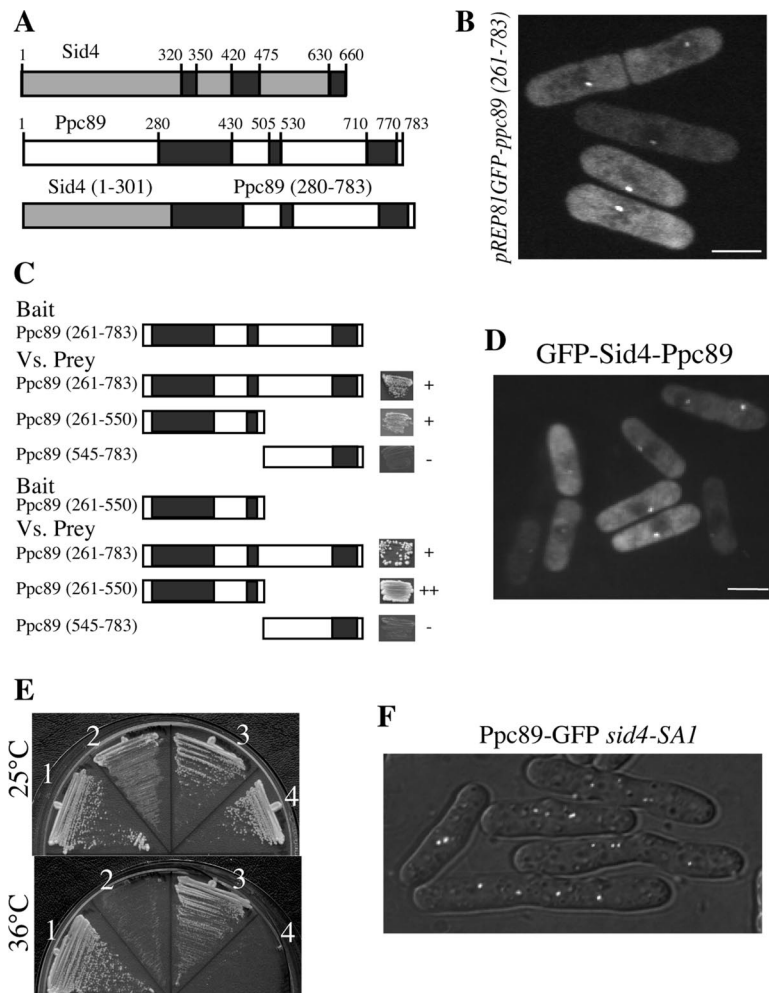 A
1 Sid4 320 350 420 475 630 660
1 Ppc89 280 430 505 530 710 770 783
Sid4 (1-301) Ppc89 (280-783)
B
pREP81GFP-ppc89 (261-783)
C
Bait
Ppc89 (261-783)
Vs. Prey
Ppc89 (261-783) +
Ppc89 (261-550) +
Ppc89 (545-783) -
Bait
Ppc89 (261-550)
Vs. Prey
Ppc89 (261-783) +
Ppc89 (261-550) ++
Ppc89 (545-783) -
D
GFP-Sid4-Ppc89
E
25°C
1 2 3 4
36°C
1 2 3 4
F
Ppc89-GFP sid4-SA1